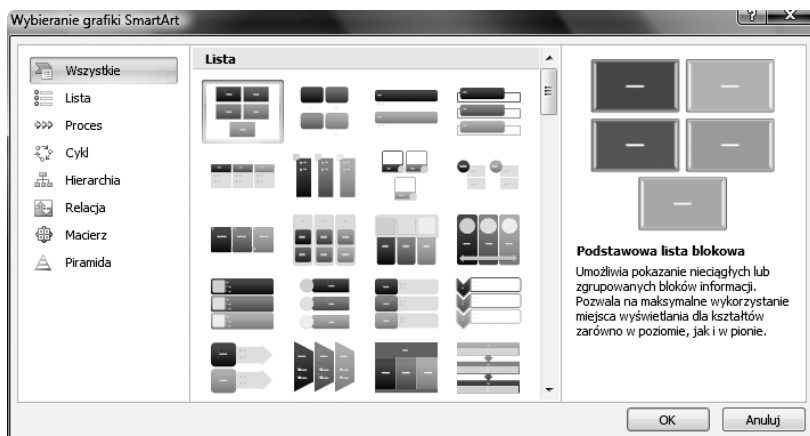 Wybieranie grafiki SmartArt
Wszystkie
Lista
Proces
Cykl
Hierarchia
Relacja
Macierz
Piramida
Lista
Podstawowa lista blokowa
Umożliwia pokazanie nieciągłych lub
zgrupowanych bloków informacji.
Pozwala na maksymalne wykorzystanie
miejsca wyświetlania dla kształtów
zarówno w poziomie, jak i w pionie.
OK
Anuluj